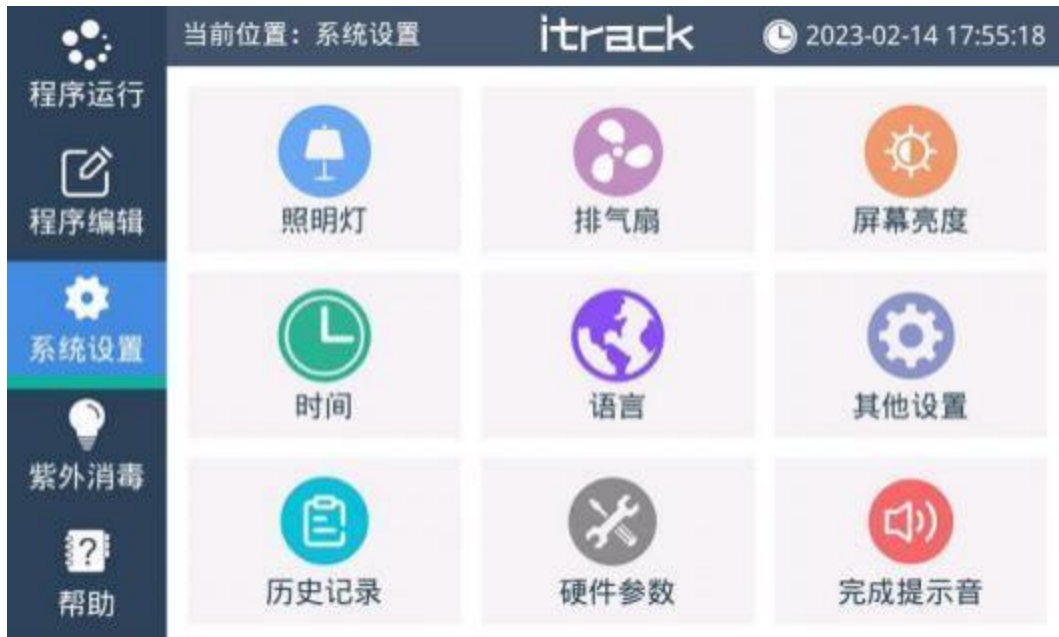 当前位置：系统设置
itrack
2023-02-14 17:55:18
程序运行
程序编辑
系统设置
紫外消毒
?
帮助
照明灯
排气扇
屏幕亮度
时间
语言
其他设置
历史记录
硬件参数
完成提示音